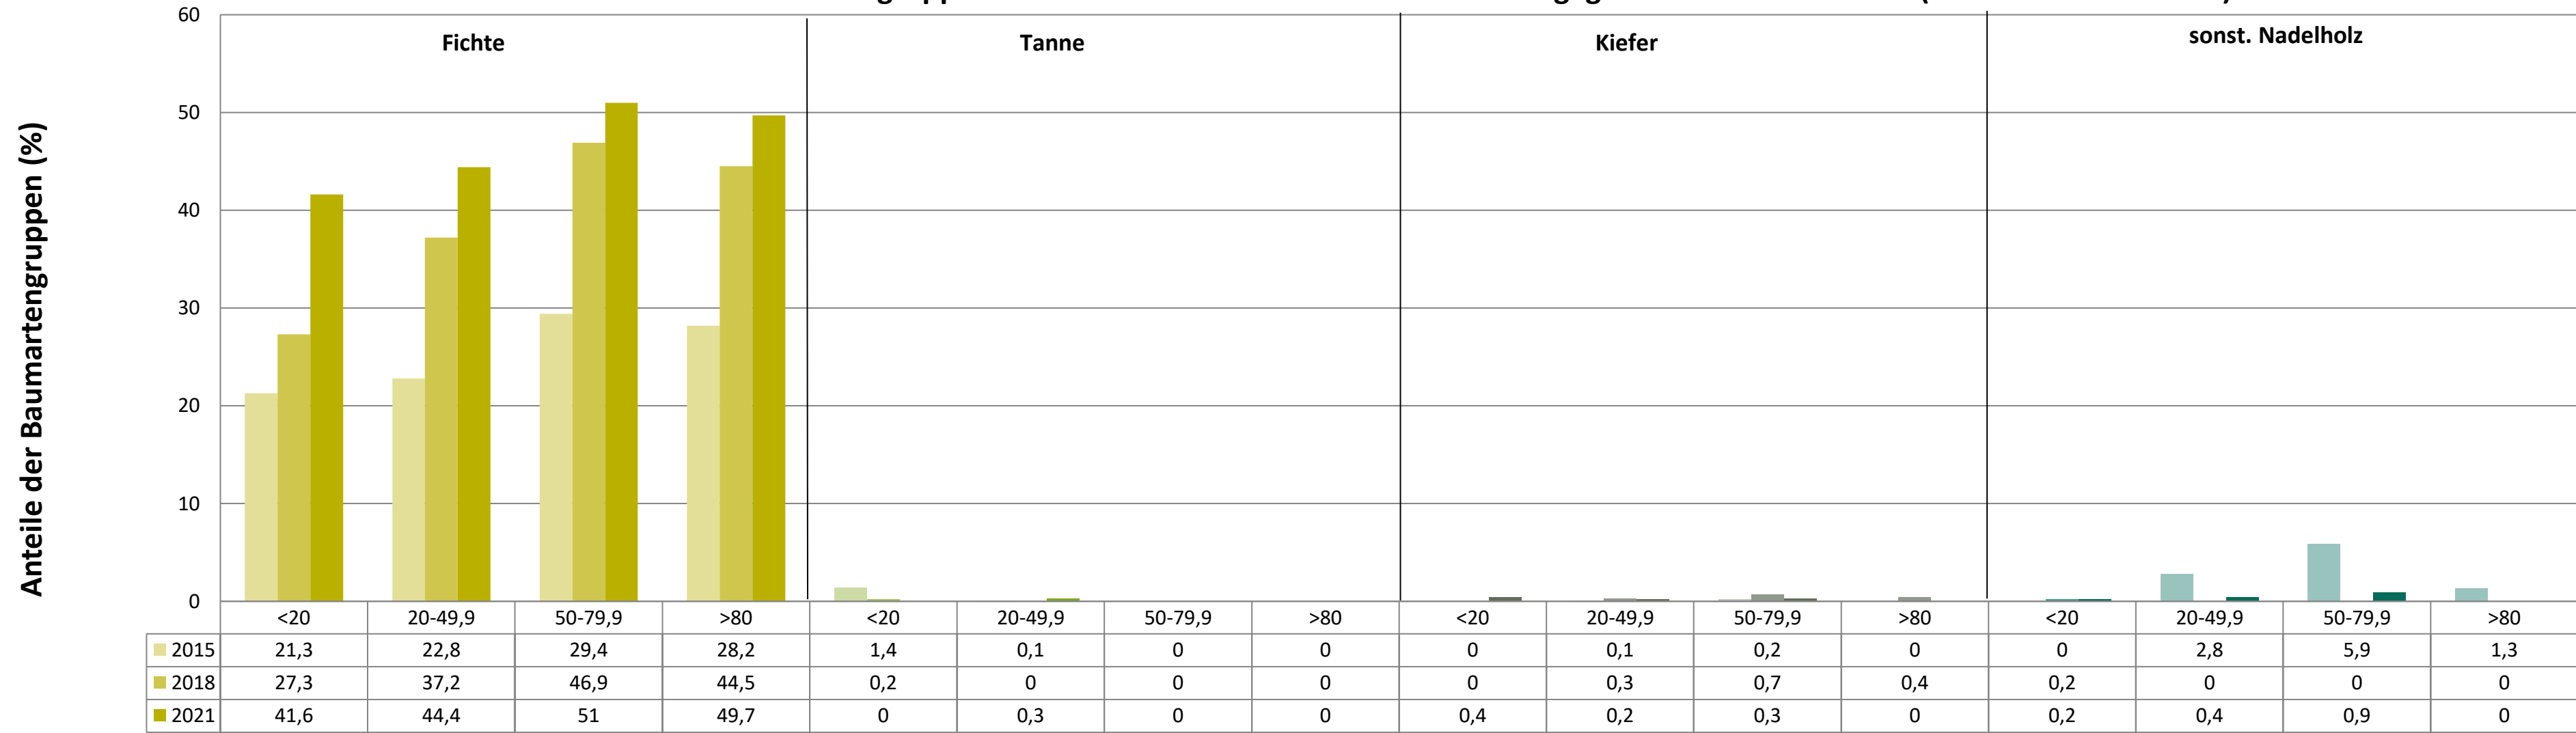 60
Fichte Tanne Kiefer sonst. Nadelholz
50
40
30
20
10
0
Anteile der Baumartengruppen (%)
<20 20-49,9 50-79,9 >80 <20 20-49,9 50-79,9 >80 <20 20-49,9 50-79,9 >80 <20 20-49,9 50-79,9 >80
2015 21,3 22,8 29,4 28,2 1,4 0,1 0 0 0 0,1 0,2 0 0 2,8 5,9 1,3
2018 27,3 37,2 46,9 44,5 0,2 0 0 0 0 0,3 0,7 0,4 0,2 0 0 0
2021 41,6 44,4 51 49,7 0 0,3 0 0 0,4 0,2 0,3 0 0,2 0,4 0,9 0